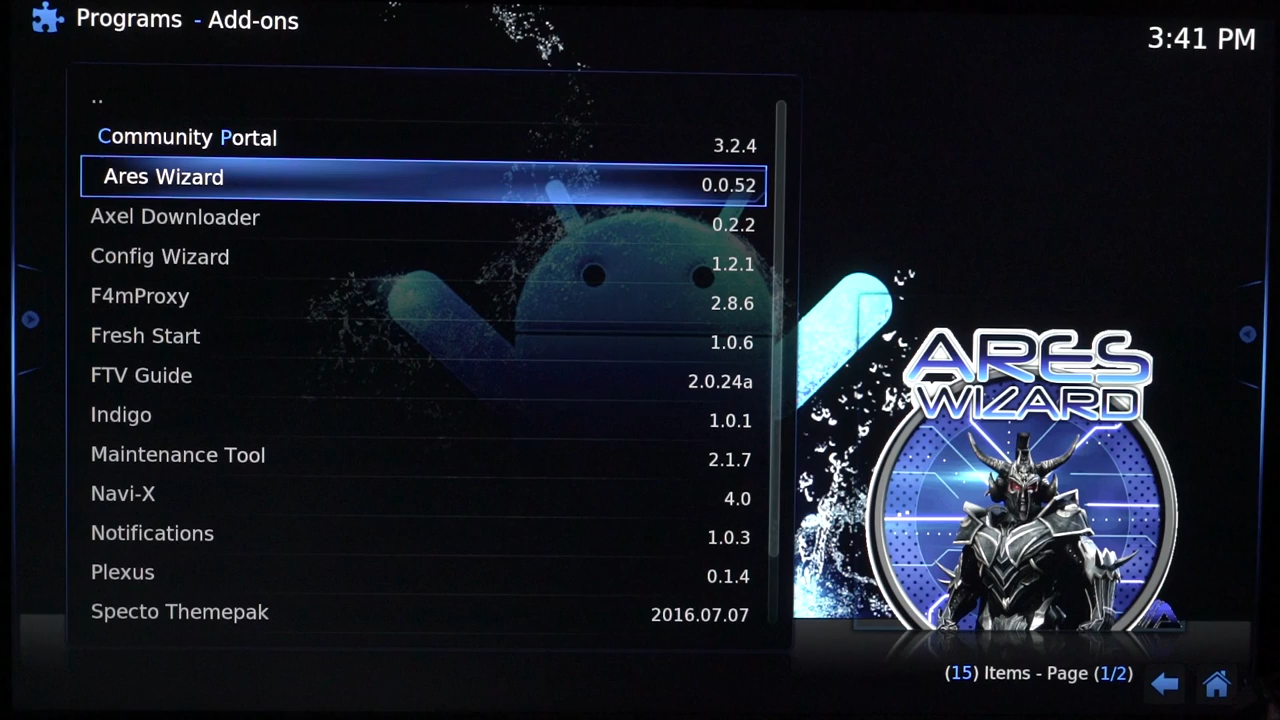 Programs - Add-ons
3:41 PM
..
Community Portal 3.2.4
Ares Wizard 0.0.52
Axel Downloader 0.2.2
Config Wizard 1.2.1
F4mProxy 2.8.6
Fresh Start 1.0.6
FTV Guide 2.0.24a
Indigo 1.0.1
Maintenance Tool 2.1.7
Navi-X 4.0
Notifications 1.0.3
Plexus 0.1.4
Specto Themepak 2016.07.07
ARES
WIZARD
(15) Items - Page (1/2)